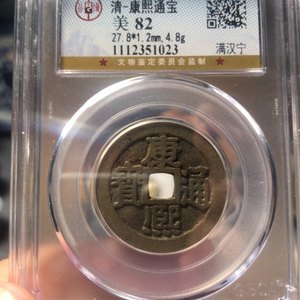 清-康熙通宝
美 82
27.8*1.2mm,4.8g
1112351023
满汉宁
文物鉴定委员会监制
康熙通寶